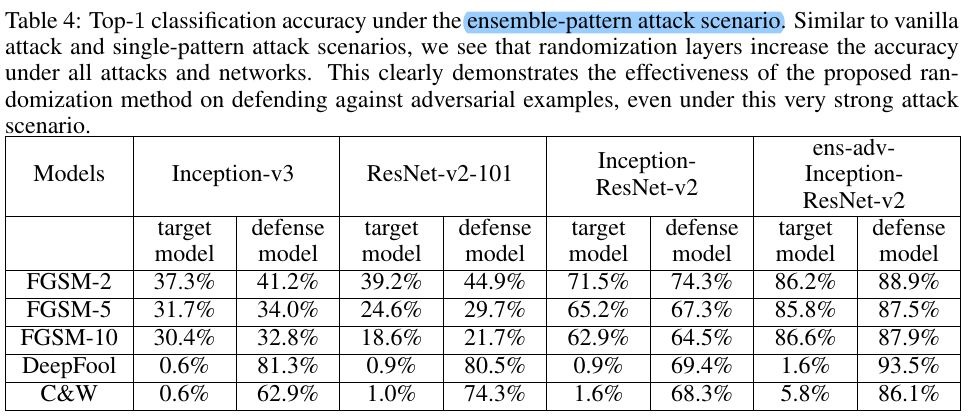 Table 4: Top-1 classification accuracy under the ensemble-pattern attack scenario. Similar to vanilla
attack and single-pattern attack scenarios, we see that randomization layers increase the accuracy
under all attacks and networks. This clearly demonstrates the effectiveness of the proposed ran-
domization method on defending against adversarial examples, even under this very strong attack
scenario.
Models Inception-v3 ResNet-v2-101 Inception-
ResNet-v2 ens-adv-
Inception-
ResNet-v2
target
model defense
model target
model defense
model target
model defense
model target
model defense
model
FGSM-2 37.3% 41.2% 39.2% 44.9% 71.5% 74.3% 86.2% 88.9%
FGSM-5 31.7% 34.0% 24.6% 29.7% 65.2% 67.3% 85.8% 87.5%
FGSM-10 30.4% 32.8% 18.6% 21.7% 62.9% 64.5% 86.6% 87.9%
DeepFool 0.6% 81.3% 0.9% 80.5% 0.9% 69.4% 1.6% 93.5%
C&W 0.6% 62.9% 1.0% 74.3% 1.6% 68.3% 5.8% 86.1%